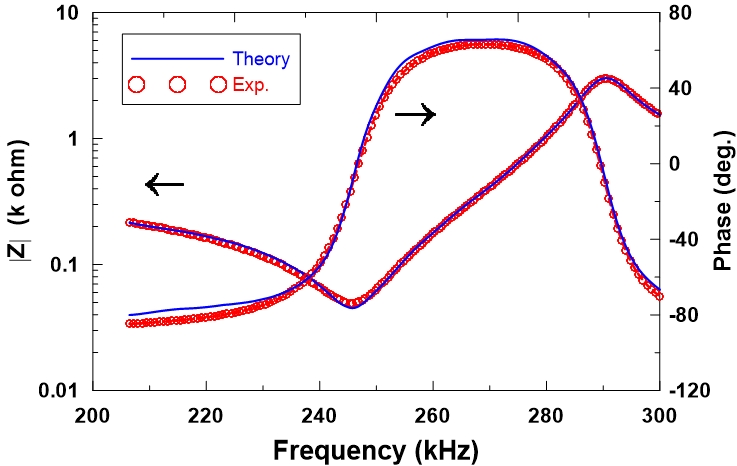 10
1
0.1
0.01
|Z| (k ohm)
Theory
Exp.
80
40
0
-40
-80
-120
Phase (deg.)
200 220 240 260 280 300
Frequency (kHz)